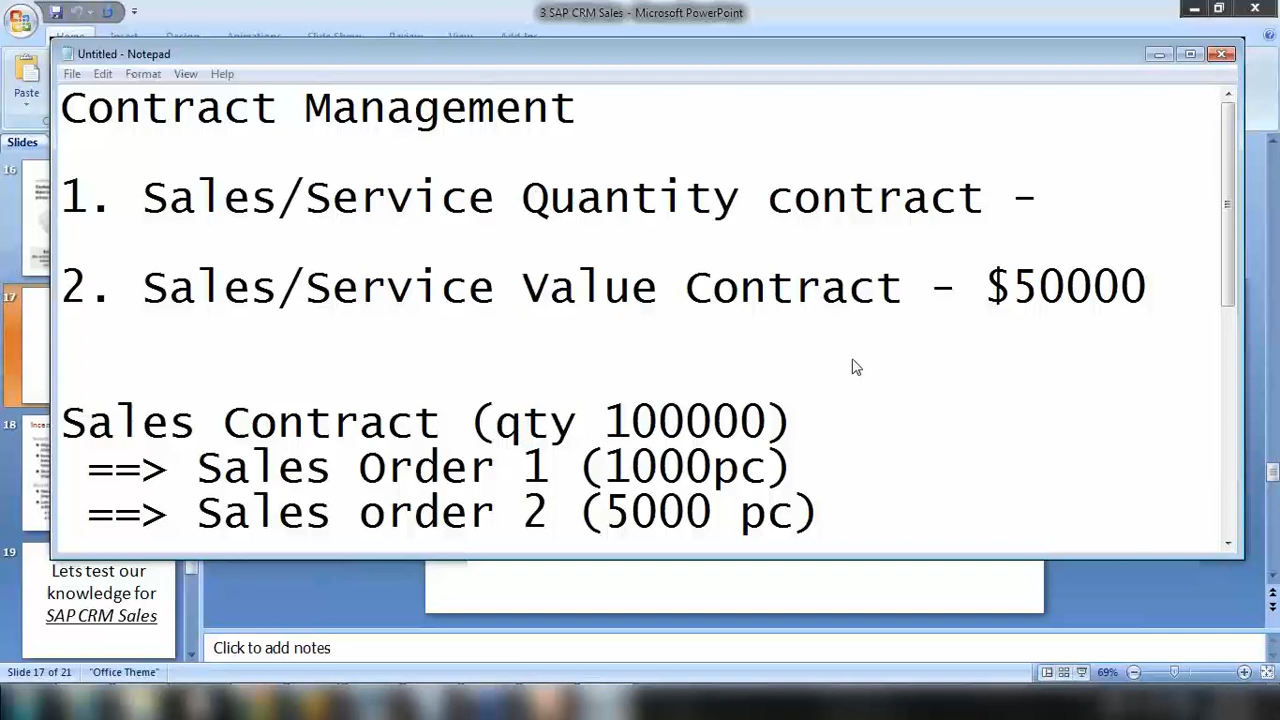 3 SAP CRM Sales - Microsoft PowerPoint
Untitled - Notepad
File Edit Format View Help
Paste
Slides
Contract Management
1. Sales/Service Quantity contract -
2. Sales/Service Value Contract - $50000
Sales Contract (qty 100000)
==> Sales Order 1 (1000pc)
==> Sales order 2 (5000 pc)
16
17
18
19
Lets test our
knowledge for
SAP CRM Sales
Click to add notes
Slide 17 of 21
"Office Theme"
69%